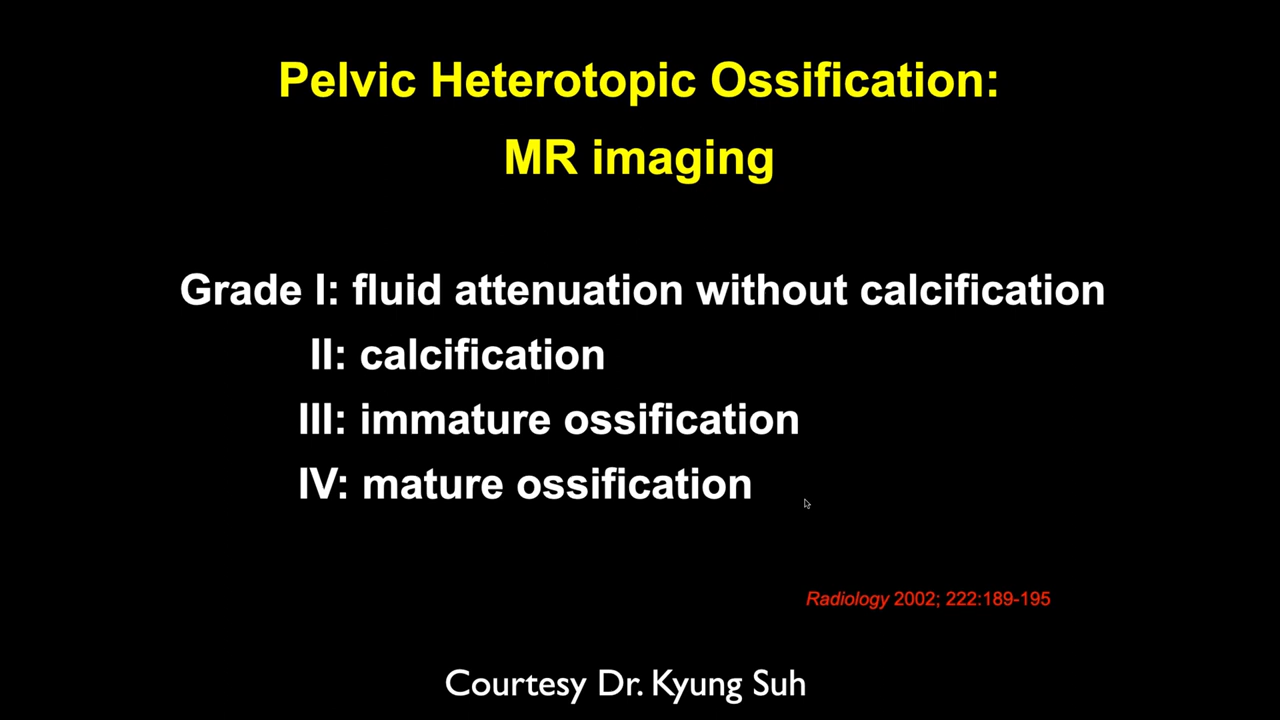 Pelvic Heterotopic Ossification:
MR imaging
Grade I: fluid attenuation without calcification
II: calcification
III: immature ossification
IV: mature ossification
Radiology 2002; 222:189-195
Courtesy Dr. Kyung Suh